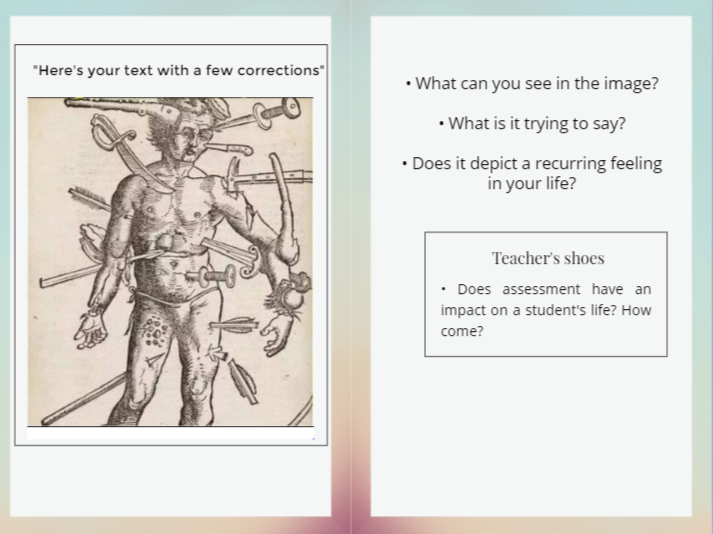 "Here's your text with a few corrections"
• What can you see in the image?
• What is it trying to say?
• Does it depict a recurring feeling
in your life?
Teacher's shoes
• Does assessment have an
impact on a student's life? How
come?